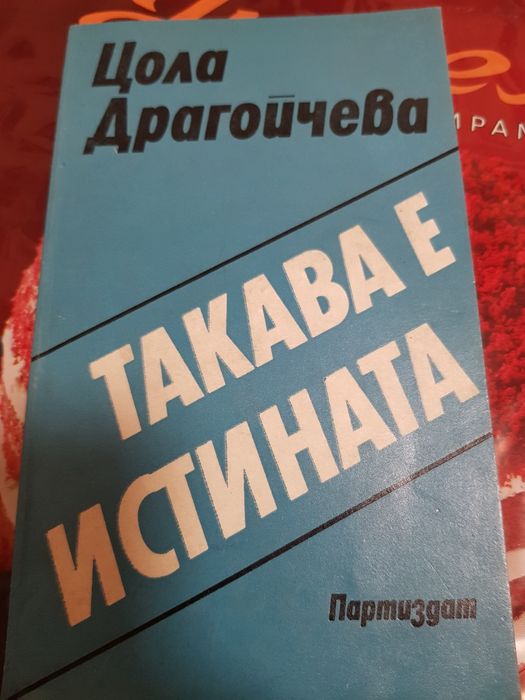 Цола
Драгойчева
ТАКАВА Е
ИСТИНАТА
Партиздат